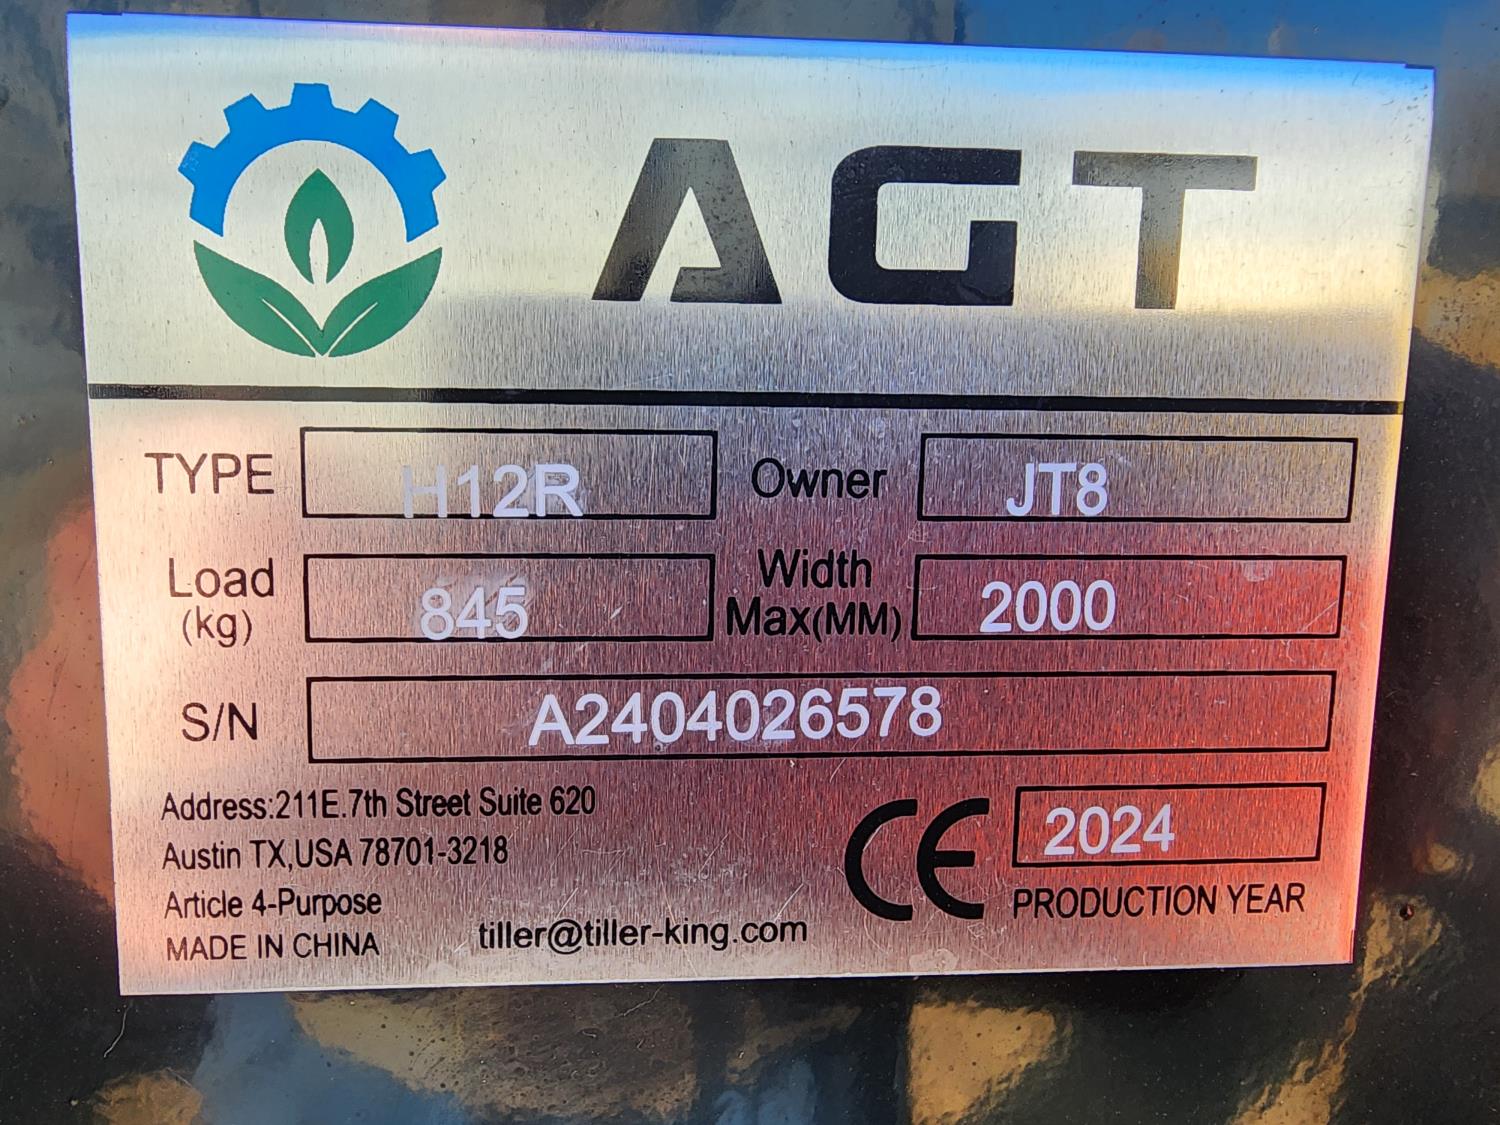 AGT
TYPE H12R Owner JT8
Load (kg) 845 Width Max(MM) 2000
S/N A2404026578
Address:211E.7th Street Suite 620
Austin TX,USA 78701-3218
Article 4-Purpose
MADE IN CHINA
tiller@tiller-king.com
CE 2024
PRODUCTION YEAR